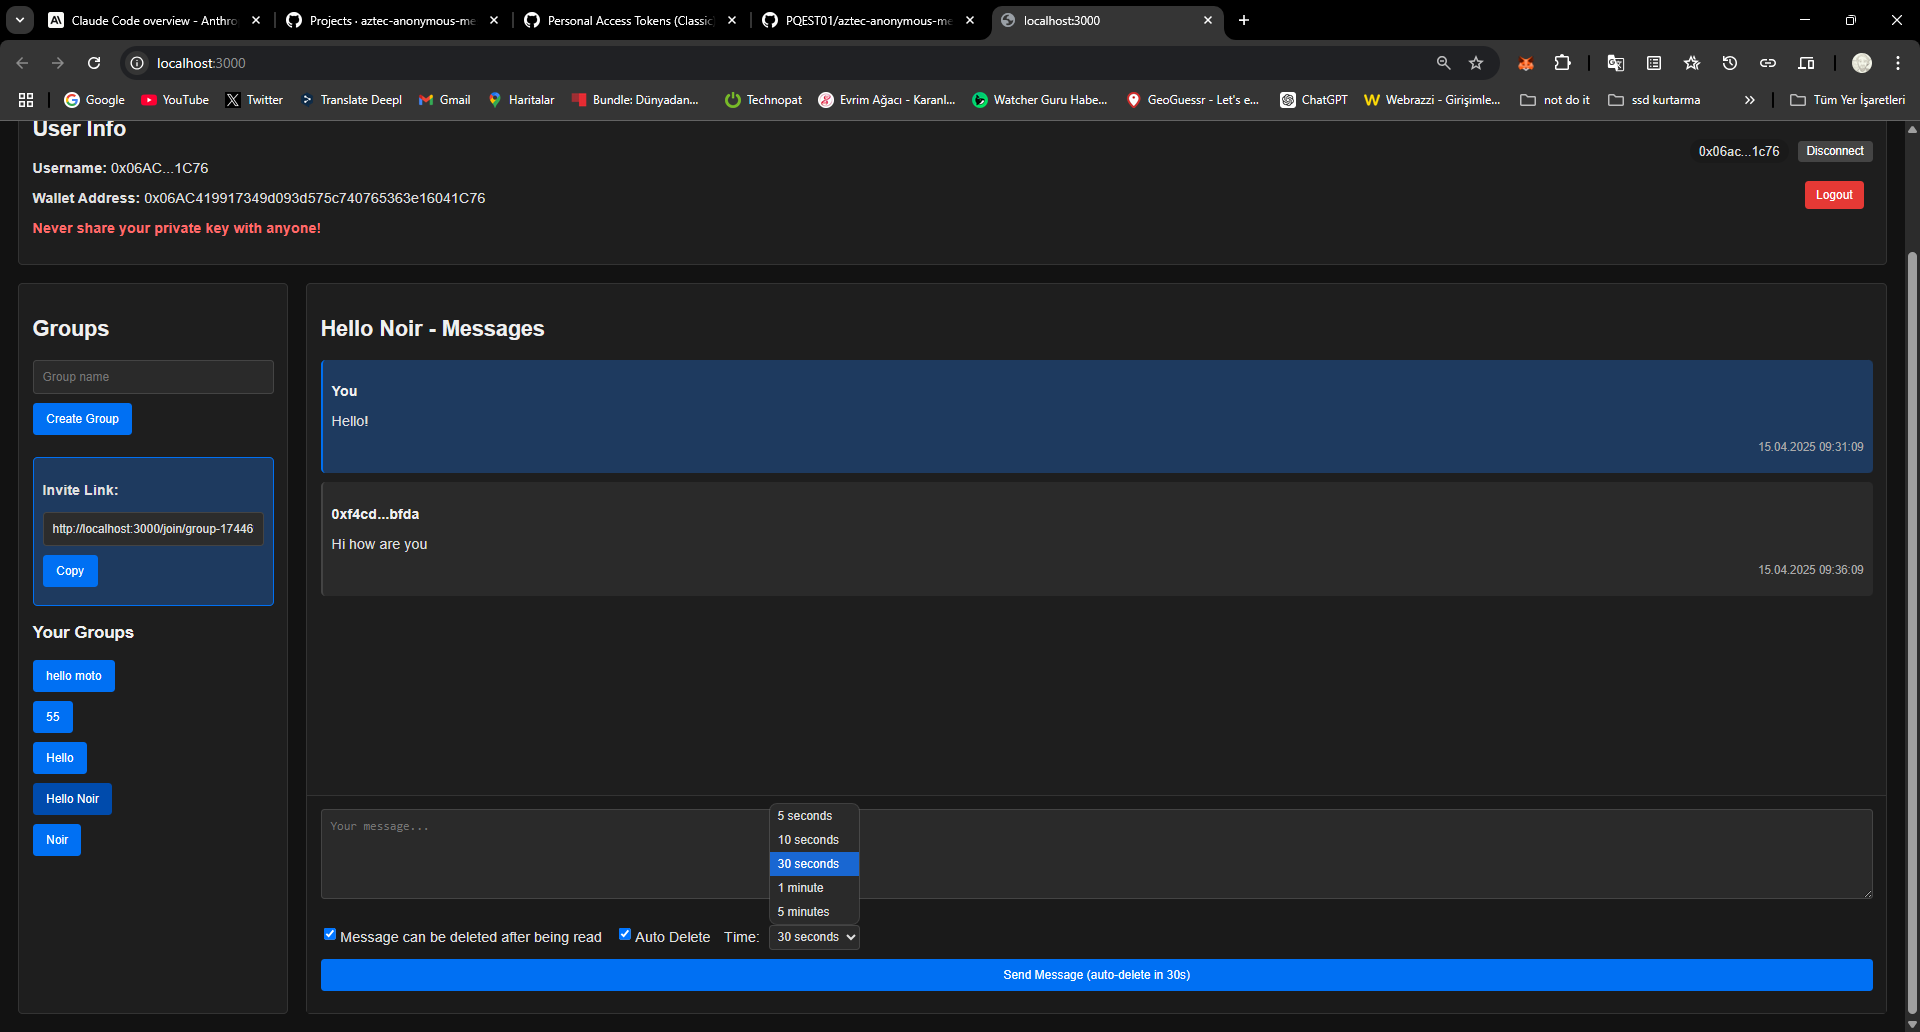 Claude Code overview - Anthro
Projects · aztec-anonymous-me
Personal Access Tokens (Classic
PQEST01/aztec-anonymous-me
localhost:3000
localhost:3000
Google
YouTube
Twitter
Translate Deepl
Gmail
Haritalar
Bundle: Dünyadan...
Technopat
Evrim Ağacı - Karanl...
Watcher Guru Habe...
GeoGuessr - Let's e...
ChatGPT
Webrazzi - Girişimle...
not do it
ssd kurtarma
Tüm Yer İşaretleri
User Info
Username: 0x06AC...1C76
Wallet Address: 0x06AC419917349d093d575c740765363e16041C76
Never share your private key with anyone!
0x06ac...1c76
Disconnect
Logout
Groups
Group name
Create Group
Invite Link:
http://localhost:3000/join/group-17446
Copy
Your Groups
hello moto
55
Hello
Hello Noir
Noir
Hello Noir - Messages
You
Hello!
15.04.2025 09:31:09
0xf4cd...bfda
Hi how are you
15.04.2025 09:36:09
Your message...
5 seconds
10 seconds
30 seconds
1 minute
5 minutes
Message can be deleted after being read
Auto Delete
Time:
30 seconds
Send Message (auto-delete in 30s)